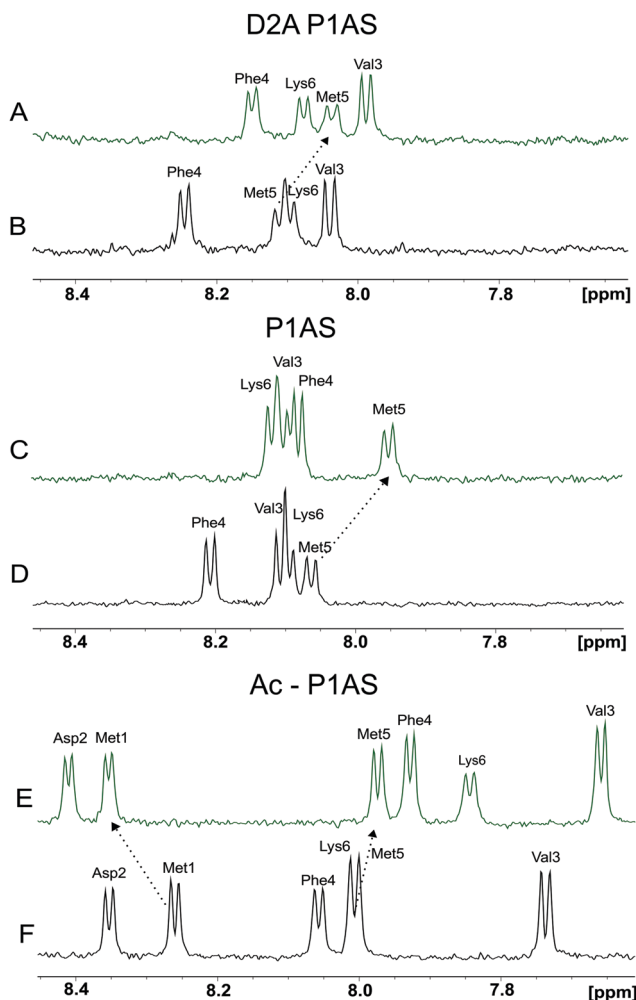 D2A P1AS
A
Phe4 Lys6 Met5 Val3
B
Phe4 Met5 Lys6 Val3
8.4 8.2 8.0 7.8 [ppm]
P1AS
C
Lys6 Val3 Phe4 Met5
D
Phe4 Val3 Lys6 Met5
8.4 8.2 8.0 7.8 [ppm]
Ac - P1AS
E
Asp2 Met1 Met5 Phe4 Lys6 Val3
F
Asp2 Met1 Phe4 Lys6 Met5 Val3
8.4 8.2 8.0 7.8 [ppm]